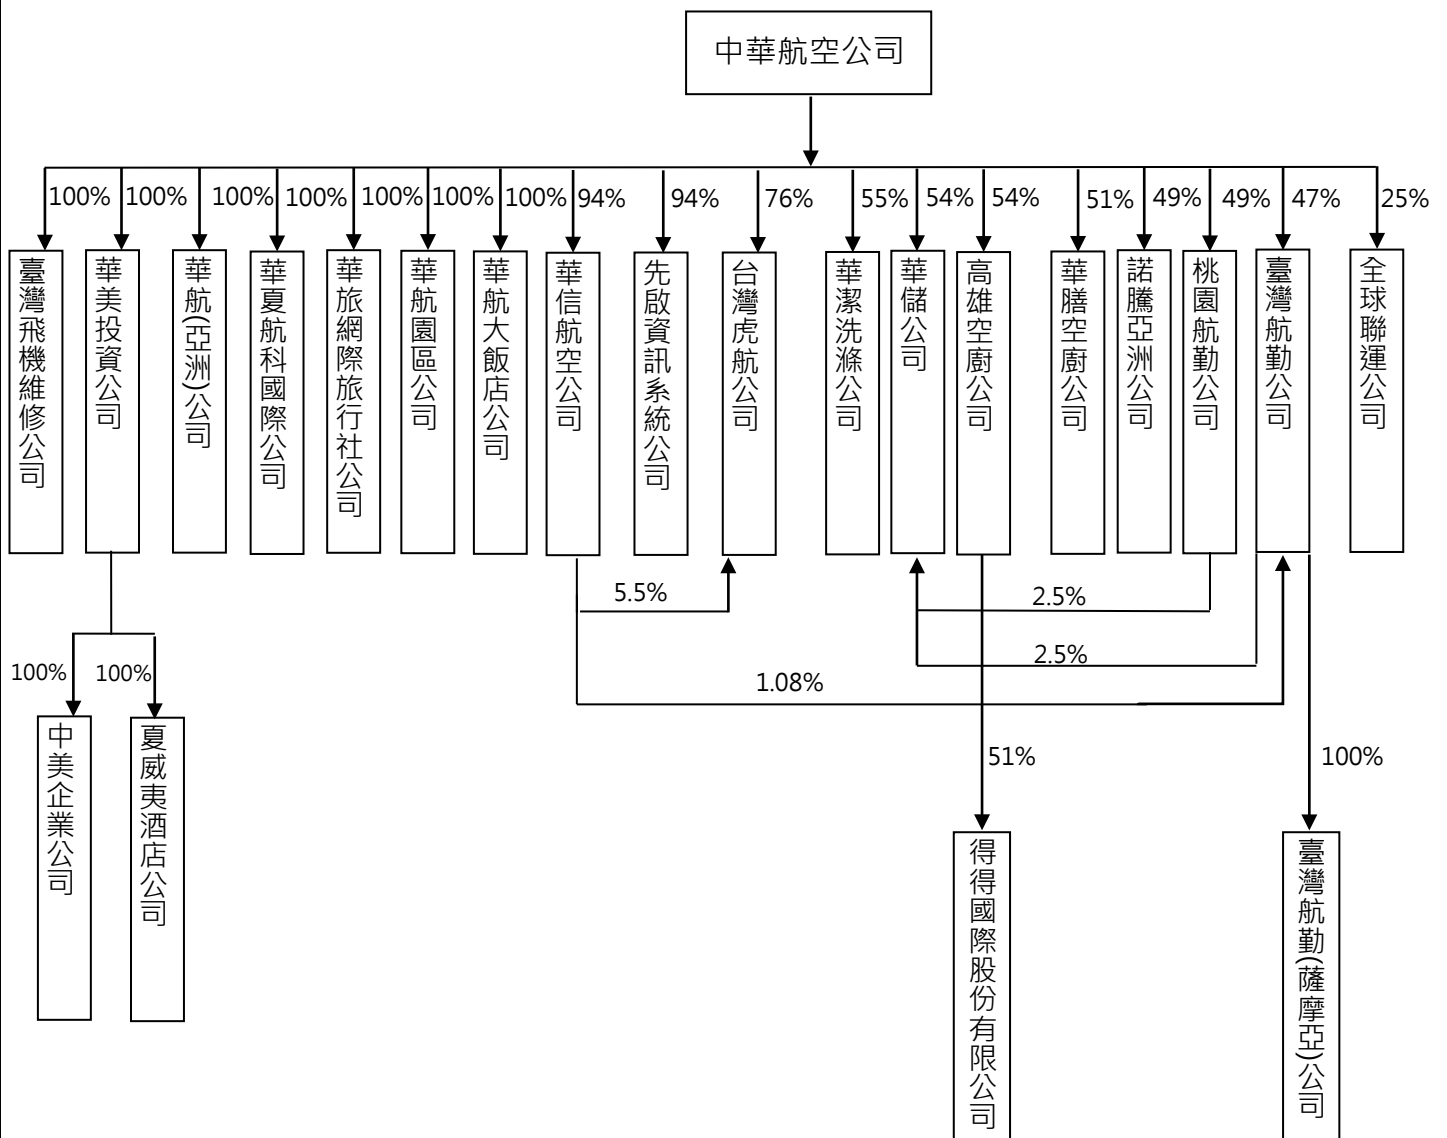 中華航空公司
100%
100%
100%
100%
100%
100%
100%
94%
94%
76%
55%
54%
54%
51%
49%
49%
47%
25%
臺灣飛機維修公司
華美投資公司
華航(亞洲)公司
華夏航科國際公司
華旅網際旅行社公司
華航園區公司
華航大飯店公司
華信航空公司
先啟資訊系統公司
台灣虎航公司
華潔洗滌公司
華儲公司
高雄空廚公司
華膳空廚公司
諾騰亞洲公司
桃園航勤公司
臺灣航勤公司
全球聯運公司
5.5%
2.5%
2.5%
1.08%
100%
100%
51%
100%
中美企業公司
夏威夷酒店公司
得得國際股份有限公司
臺灣航勤(薩摩亞)公司